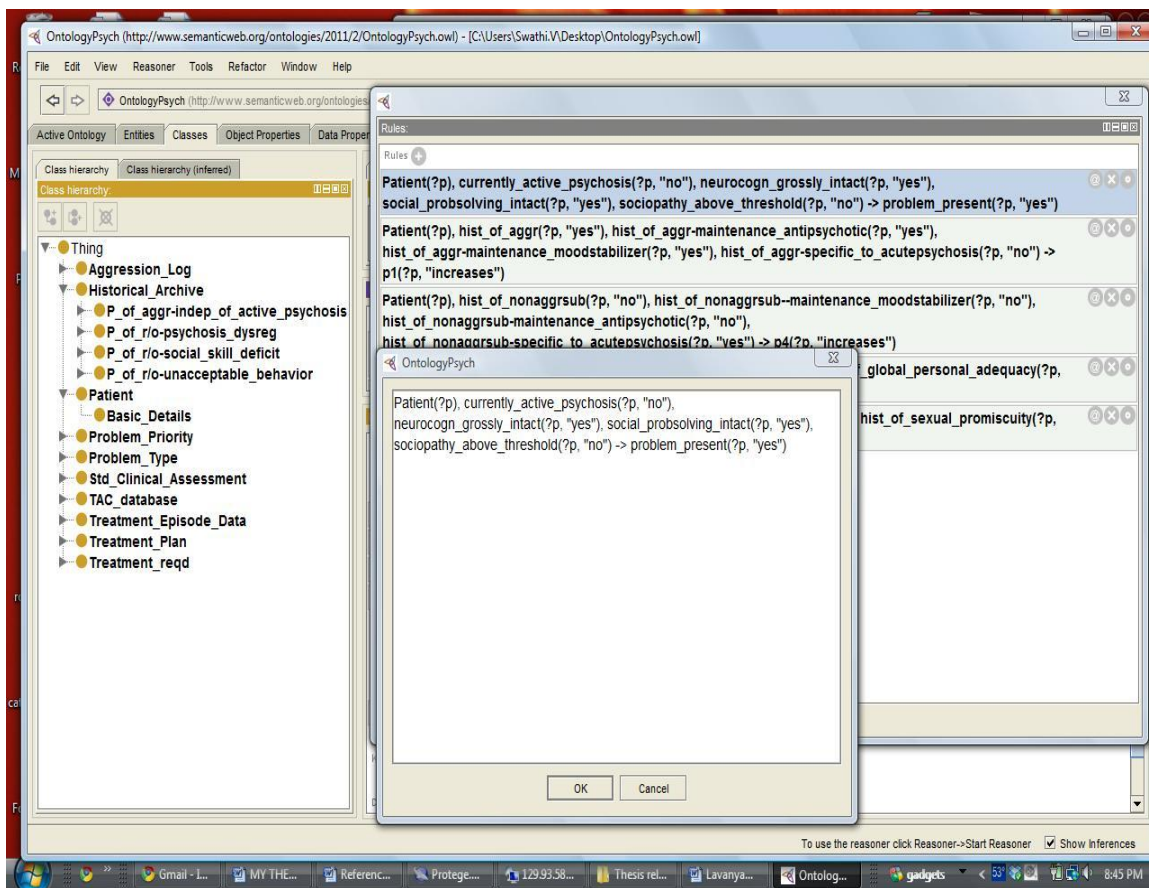 OntologyPsych (http://www.semanticweb.org/ontologies/2011/2/OntologyPsych.owl) - [C:\Users\Swathi.V\Desktop\OntologyPsych.owl]
File Edit View Reasoner Tools Refactor Window Help
OntologyPsych (http://www.semanticweb.org/ontologies
Active Ontology Entities Classes Object Properties Data Proper
Class hierarchy Class hierarchy (inferred)
Class hierarchy:
Thing
Aggression_Log
Historical_Archive
P_of_aggr-indep_of_active_psychosis
P_of_r/o-psychosis_dysreg
P_of_r/o-social_skill_deficit
P_of_r/o-unacceptable_behavior
Patient
Basic_Details
Problem_Priority
Problem_Type
Std_Clinical_Assessment
TAC_database
Treatment_Episode_Data
Treatment_Plan
Treatment_reqd
Rules:
Rules
Patient(?p), currently_active_psychosis(?p, "no"), neurocogn_grossly_intact(?p, "yes"),
social_probsolving_intact(?p, "yes"), sociopathy_above_threshold(?p, "no") -> problem_present(?p, "yes")
Patient(?p), hist_of_aggr(?p, "yes"), hist_of_aggr-maintenance_antipsychotic(?p, "yes"),
hist_of_aggr-maintenance_moodstabilizer(?p, "yes"), hist_of_aggr-specific_to_acutepsychosis(?p, "no") ->
p1(?p, "increases")
Patient(?p), hist_of_nonaggrsub(?p, "no"), hist_of_nonaggrsub--maintenance_moodstabilizer(?p, "no"),
hist_of_nonaggrsub-maintenance_antipsychotic(?p, "no"),
hist_of_nonaggrsub-specific_to_acutepsychosis(?p, "yes") -> p4(?p, "increases")
_global_personal_adequacy(?p,
hist_of_sexual_promiscuity(?p,
OntologyPsych
Patient(?p), currently_active_psychosis(?p, "no"),
neurocogn_grossly_intact(?p, "yes"), social_probsolving_intact(?p, "yes"),
sociopathy_above_threshold(?p, "no") -> problem_present(?p, "yes")
OK Cancel
To use the reasoner click Reasoner->Start Reasoner Show Inferences
Gmail - I... MY THE... Referenc... Protege.... 129.93.58... Thesis rel... Lavanya... Ontolog... gadgets 53° 8:45 PM